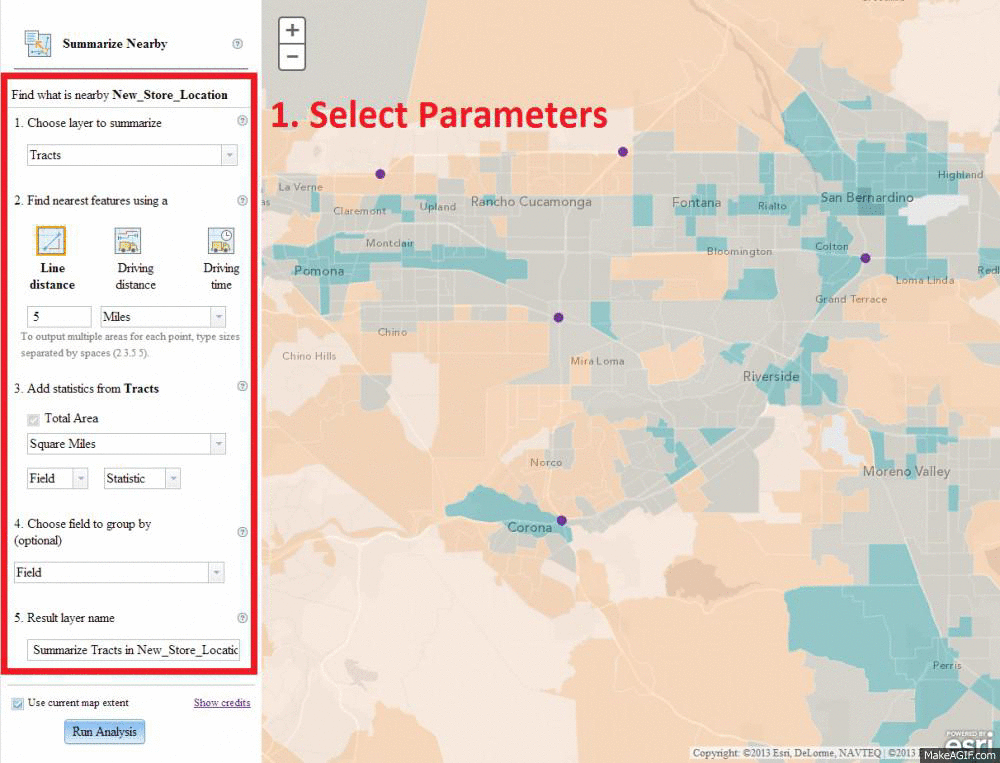 Summarize Nearby
Find what is nearby New_Store_Location
1. Choose layer to summarize
Tracts
2. Find nearest features using a
Line distance
Driving distance
Driving time
5 Miles
To output multiple areas for each point, type sizes
separated by spaces (2 3.5 5).
3. Add statistics from Tracts
Total Area
Square Miles
Field Statistic
4. Choose field to group by
(optional)
Field
5. Result layer name
Summarize Tracts in New_Store_Locatic
Use current map extent Show credits
Run Analysis
+
−
1. Select Parameters
La Verne
Claremont
Upland
Rancho Cucamonga
Fontana
Rialto
San Bernardino
Highland
Montclair
Pomona
Bloomington
Colton
Loma Linda
Redl
Grand Terrace
Chino
Chino Hills
Mira Loma
Riverside
Norco
Moreno Valley
Corona
Perris
POWERED BY
esri
Copyright: ©2013 Esri, DeLorme, NAVTEQ | ©2013 E
MakeAGIF.com